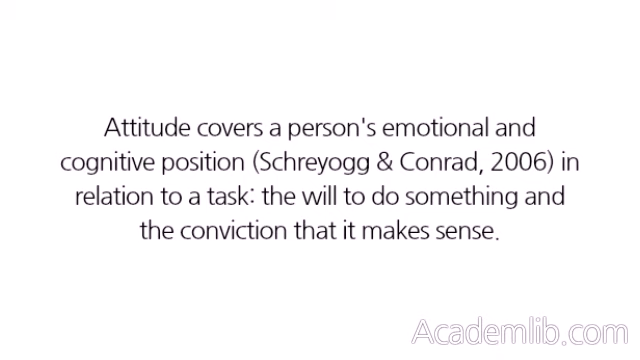 Attitude covers a person's emotional and
cognitive position (Schreyogg & Conrad, 2006) in
relation to a task: the will to do something and
the conviction that it makes sense.
Academlib.com